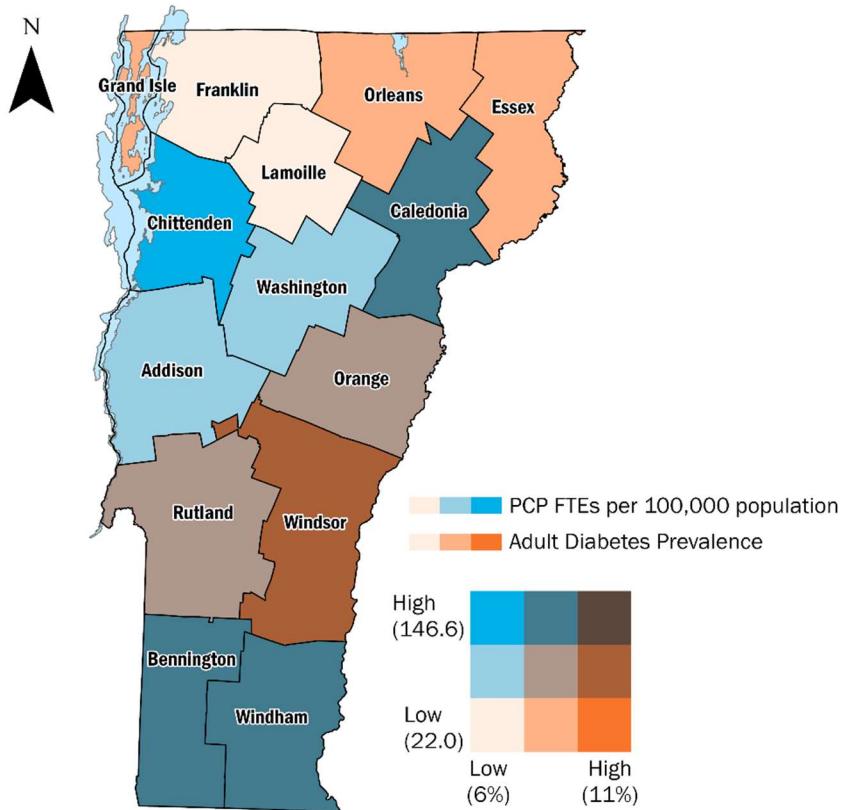 N
Grand Isle
Franklin
Orleans
Essex
Lamoille
Caledonia
Chittenden
Washington
Addison
Orange
Rutland
Windsor
PCP FTEs per 100,000 population
Adult Diabetes Prevalence
High
(146.6)
Bennington
Windham
Low
(22.0)
Low
(6%)
High
(11%)